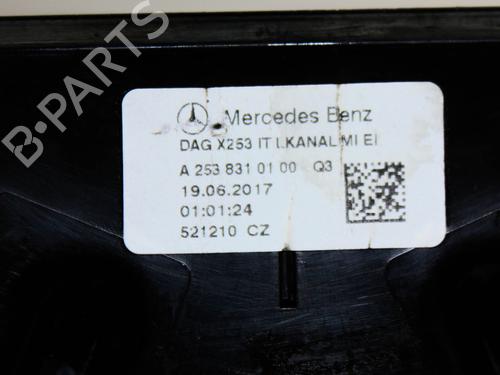 B-PARTS
Mercedes Benz
DAG X253 IT I.KANAL MI EI
A 253 831 01 00 Q3
19.06.2017
01:01:24
521210 CZ